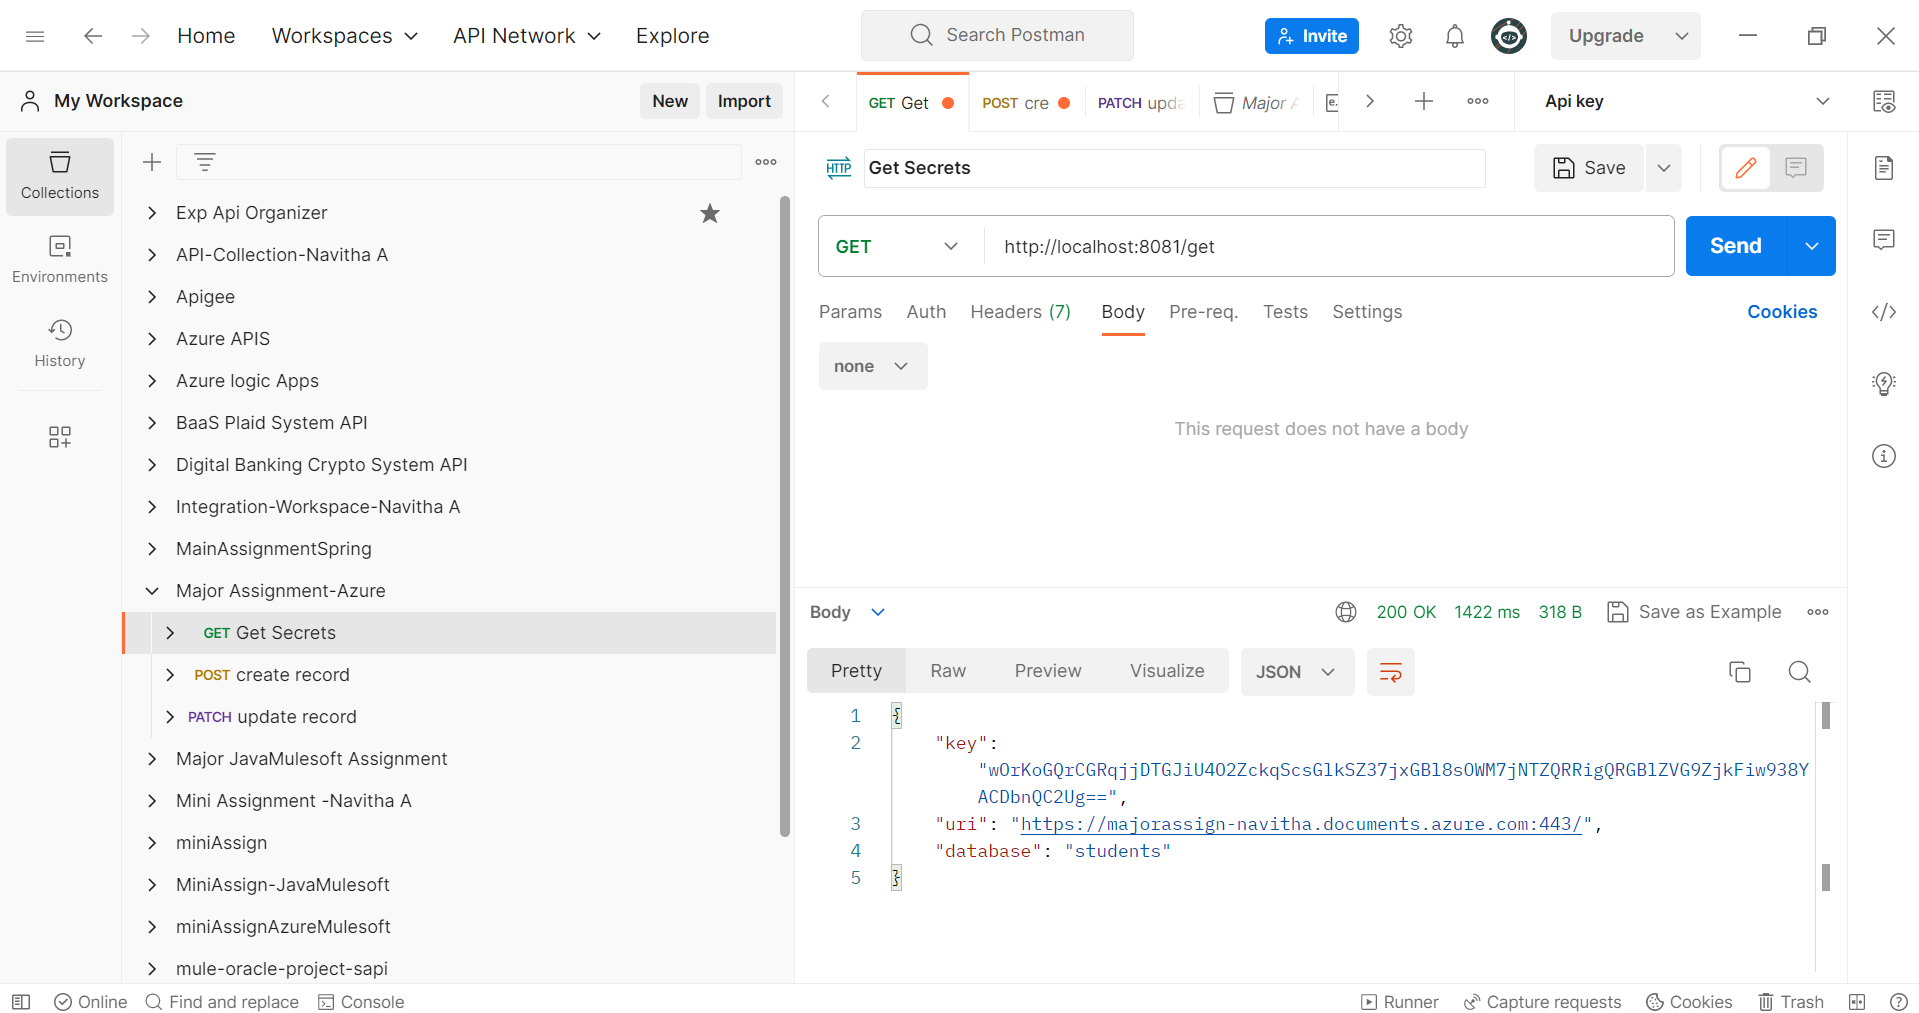 Home
Workspaces
API Network
Explore
Search Postman
Invite
Upgrade
My Workspace
New
Import
GET Get
POST cre
PATCH upda
Major A
e.
Api key
Collections
Environments
History
Exp Api Organizer
API-Collection-Navitha A
Apigee
Azure APIS
Azure logic Apps
BaaS Plaid System API
Digital Banking Crypto System API
Integration-Workspace-Navitha A
MainAssignmentSpring
Major Assignment-Azure
GET Get Secrets
POST create record
PATCH update record
Major JavaMulesoft Assignment
Mini Assignment -Navitha A
miniAssign
MiniAssign-JavaMulesoft
miniAssignAzureMulesoft
mule-oracle-project-sapi
HTTP
Get Secrets
Save
GET
http://localhost:8081/get
Send
Params
Auth
Headers (7)
Body
Pre-req.
Tests
Settings
Cookies
none
This request does not have a body
Body
200 OK
1422 ms
318 B
Save as Example
Pretty
Raw
Preview
Visualize
JSON
1 {
2 "key":
"wOrKoGQrCGRqjjDTGJiU4O2ZckqScsGlkSZ37jxGBl8sOWM7jNTZQRRigQRGBlZVG9ZjkFiw938Y
ACDbnQC2Ug==",
3 "uri": "https://majorassign-navitha.documents.azure.com:443/",
4 "database": "students"
5 }
Online
Find and replace
Console
Runner
Capture requests
Cookies
Trash